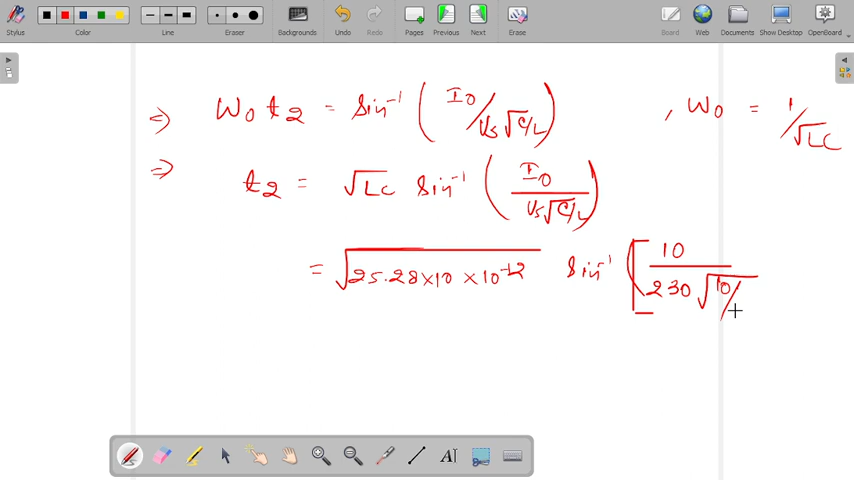 Stylus Color Line Eraser Backgrounds Undo Redo Pages Previous Next Erase Board Web Documents Show Desktop OpenBoard
⇒ W0 t2 = Sin⁻¹ ( I0 / Vs √C/L ) , W0 = 1/√LC
⇒ t2 = √LC Sin⁻¹ ( I0 / Vs √C/L )
= √25.28×10×10⁻¹² Sin⁻¹ [ 10 / 230 √10/